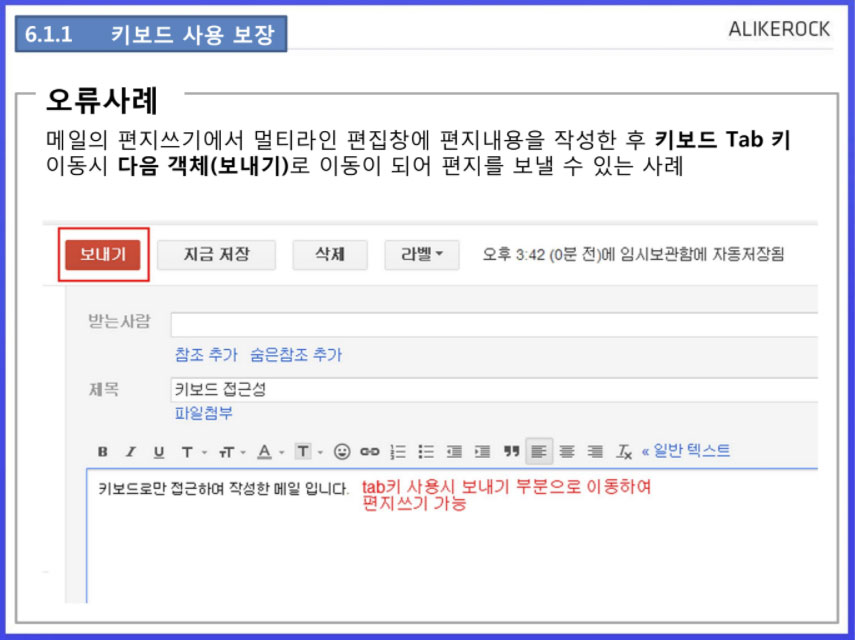 6.1.1 키보드 사용 보장
ALIKEROCK
오류사례
메일의 편지쓰기에서 멀티라인 편집창에 편지내용을 작성한 후 키보드 Tab 키
이동시 다음 객체(보내기)로 이동이 되어 편지를 보낼 수 있는 사례
보내기 지금 저장 삭제 라벨 오후 3:42 (0분 전)에 임시보관함에 자동저장됨
받는사람
참조 추가 숨은참조 추가
제목 키보드 접근성
파일첨부
B I U T T A T Tx « 일반 텍스트
키보드로만 접근하여 작성한 메일 입니다. tab키 사용시 보내기 부분으로 이동하여
편지쓰기 가능